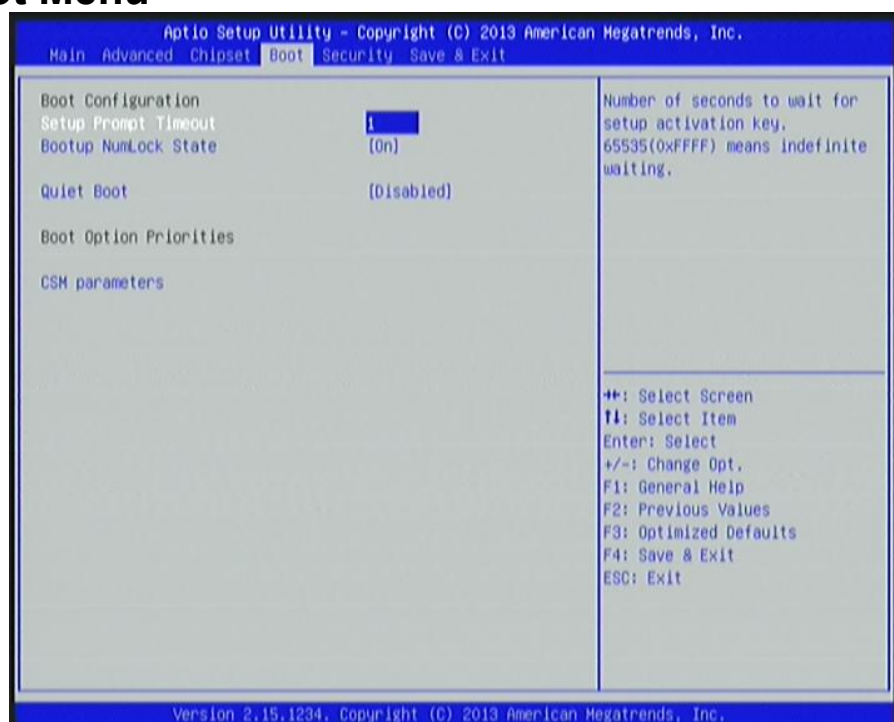 Aptio Setup Utility – Copyright (C) 2013 American Megatrends, Inc.
Main Advanced Chipset Boot Security Save & Exit
Boot Configuration
Setup Prompt Timeout 1
Bootup NumLock State [On]
Quiet Boot [Disabled]
Boot Option Priorities
CSM parameters
Number of seconds to wait for
setup activation key.
65535(0xFFFF) means indefinite
waiting.
→←: Select Screen
↑↓: Select Item
Enter: Select
+/-: Change Opt.
F1: General Help
F2: Previous Values
F3: Optimized Defaults
F4: Save & Exit
ESC: Exit
Version 2.15.1234. Copyright (C) 2013 American Megatrends, Inc.